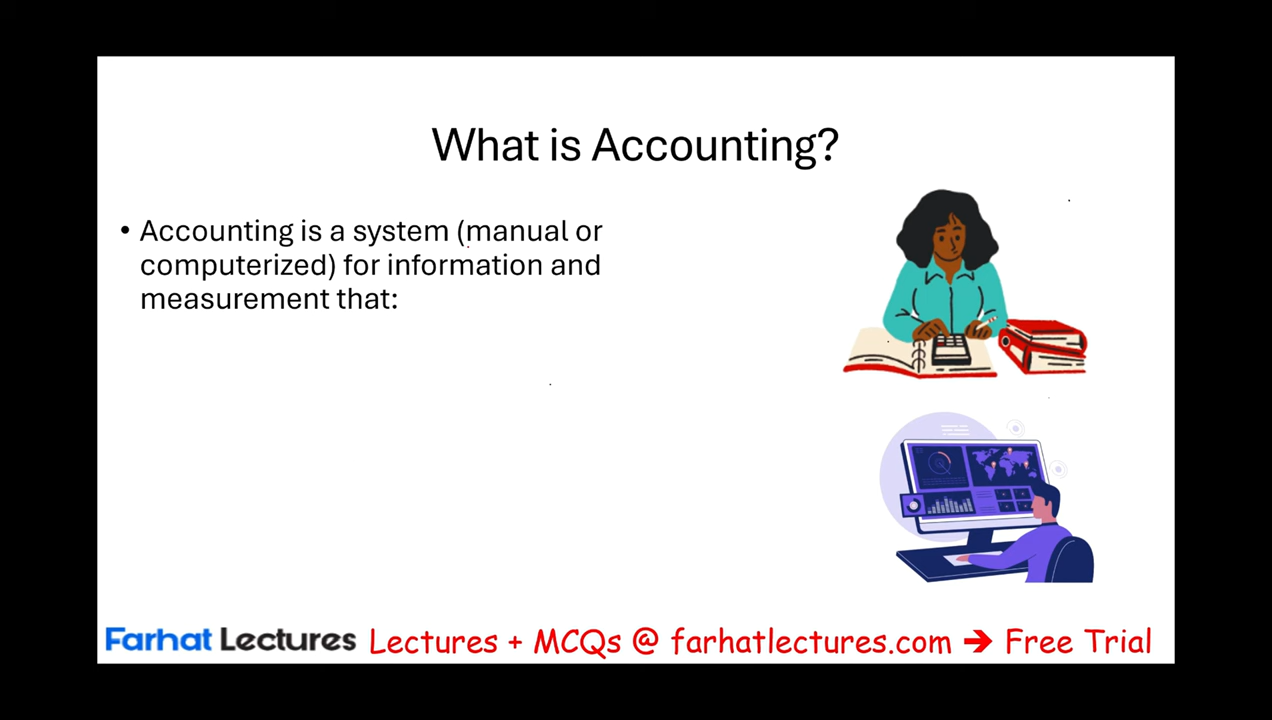 What is Accounting?
• Accounting is a system (manual or
computerized) for information and
measurement that:
Farhat Lectures Lectures + MCQs @ farhatlectures.com → Free Trial